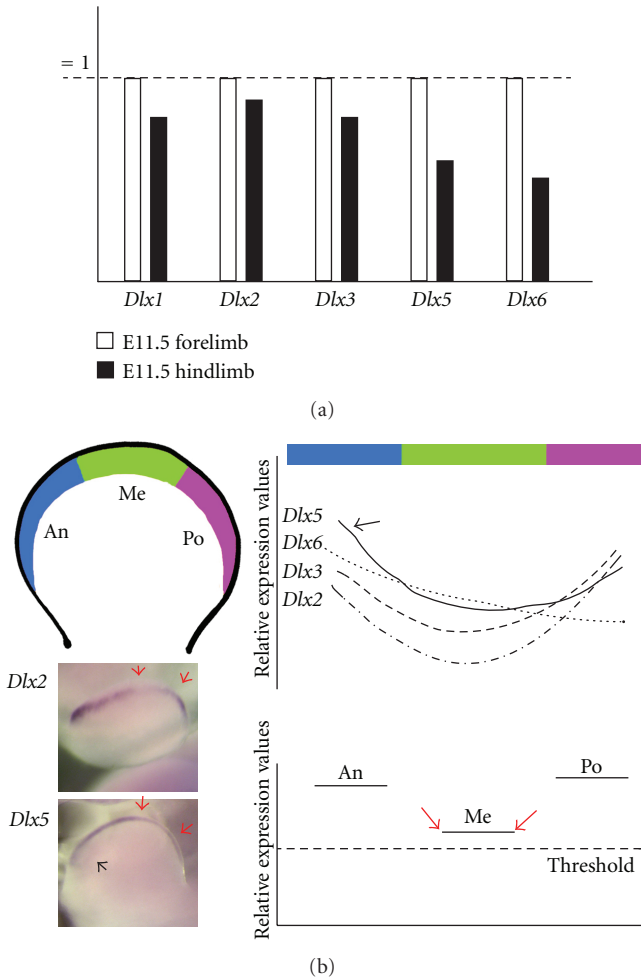 = 1
Dlx1 Dlx2 Dlx3 Dlx5 Dlx6
E11.5 forelimb
E11.5 hindlimb
(a)
An
Me
Po
Dlx2
Dlx5
Relative expression values
Dlx5
Dlx6
Dlx3
Dlx2
Relative expression values
An
Me
Po
Threshold
(b)